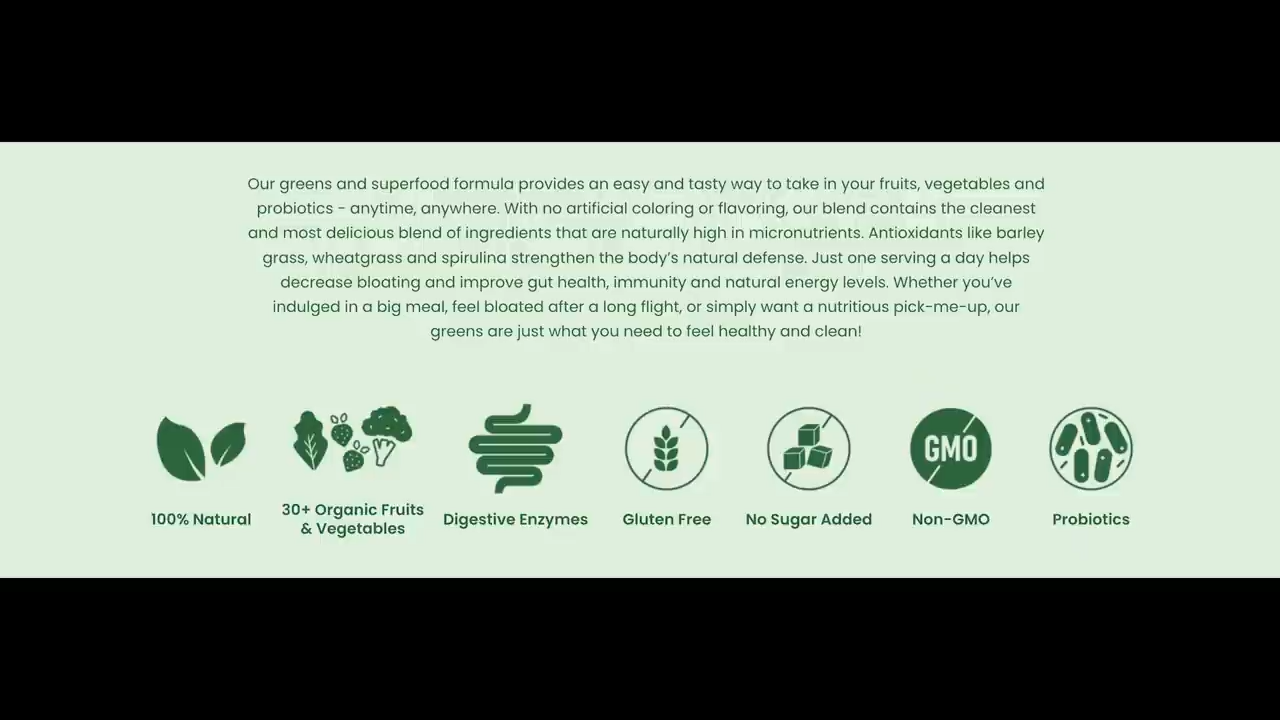 Our greens and superfood formula provides an easy and tasty way to take in your fruits, vegetables and
probiotics - anytime, anywhere. With no artificial coloring or flavoring, our blend contains the cleanest
and most delicious blend of ingredients that are naturally high in micronutrients. Antioxidants like barley
grass, wheatgrass and spirulina strengthen the body's natural defense. Just one serving a day helps
decrease bloating and improve gut health, immunity and natural energy levels. Whether you've
indulged in a big meal, feel bloated after a long flight, or simply want a nutritious pick-me-up, our
greens are just what you need to feel healthy and clean!
GMO
100% Natural
30+ Organic Fruits
& Vegetables
Digestive Enzymes
Gluten Free
No Sugar Added
Non-GMO
Probiotics